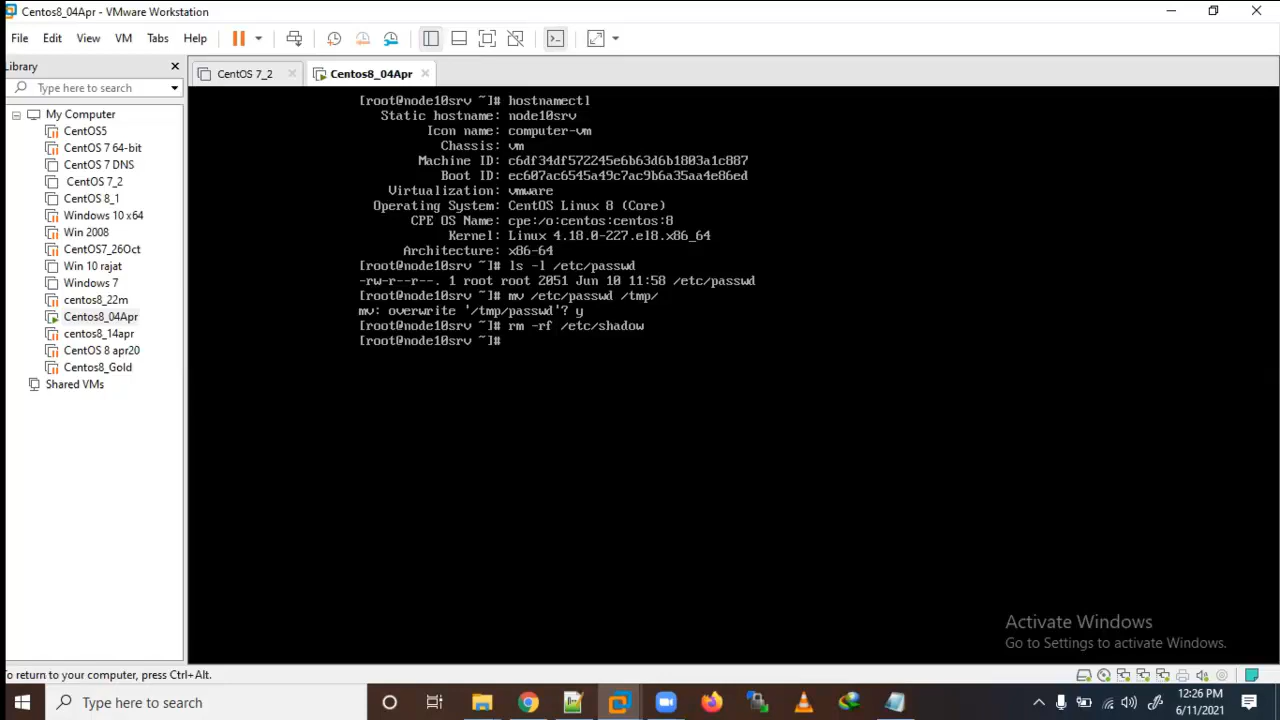 Centos8_04Apr - VMware Workstation
File Edit View VM Tabs Help
Library
Type here to search
My Computer
CentOS5
CentOS 7 64-bit
CentOS 7 DNS
CentOS 7_2
CentOS 8_1
Windows 10 x64
Win 2008
CentOS7_26Oct
Win 10 rajat
Windows 7
centos8_22m
Centos8_04Apr
centos8_14apr
CentOS 8 apr20
Centos8_Gold
Shared VMs
CentOS 7_2
Centos8_04Apr
[root@node10srv ~]# hostnamectl
Static hostname: node10srv
Icon name: computer-vm
Chassis: vm
Machine ID: c6df34df572245e6b63d6b1803a1c887
Boot ID: ec607ac6545a49c7ac9b6a35aa4e86ed
Virtualization: vmware
Operating System: CentOS Linux 8 (Core)
CPE OS Name: cpe:/o:centos:centos:8
Kernel: Linux 4.18.0-227.el8.x86_64
Architecture: x86-64
[root@node10srv ~]# ls -l /etc/passwd
-rw-r--r--. 1 root root 2051 Jun 10 11:58 /etc/passwd
[root@node10srv ~]# mv /etc/passwd /tmp/
mv: overwrite '/tmp/passwd'? y
[root@node10srv ~]# rm -rf /etc/shadow
[root@node10srv ~]#
Activate Windows
Go to Settings to activate Windows.
To return to your computer, press Ctrl+Alt.
Type here to search
12:26 PM
6/11/2021